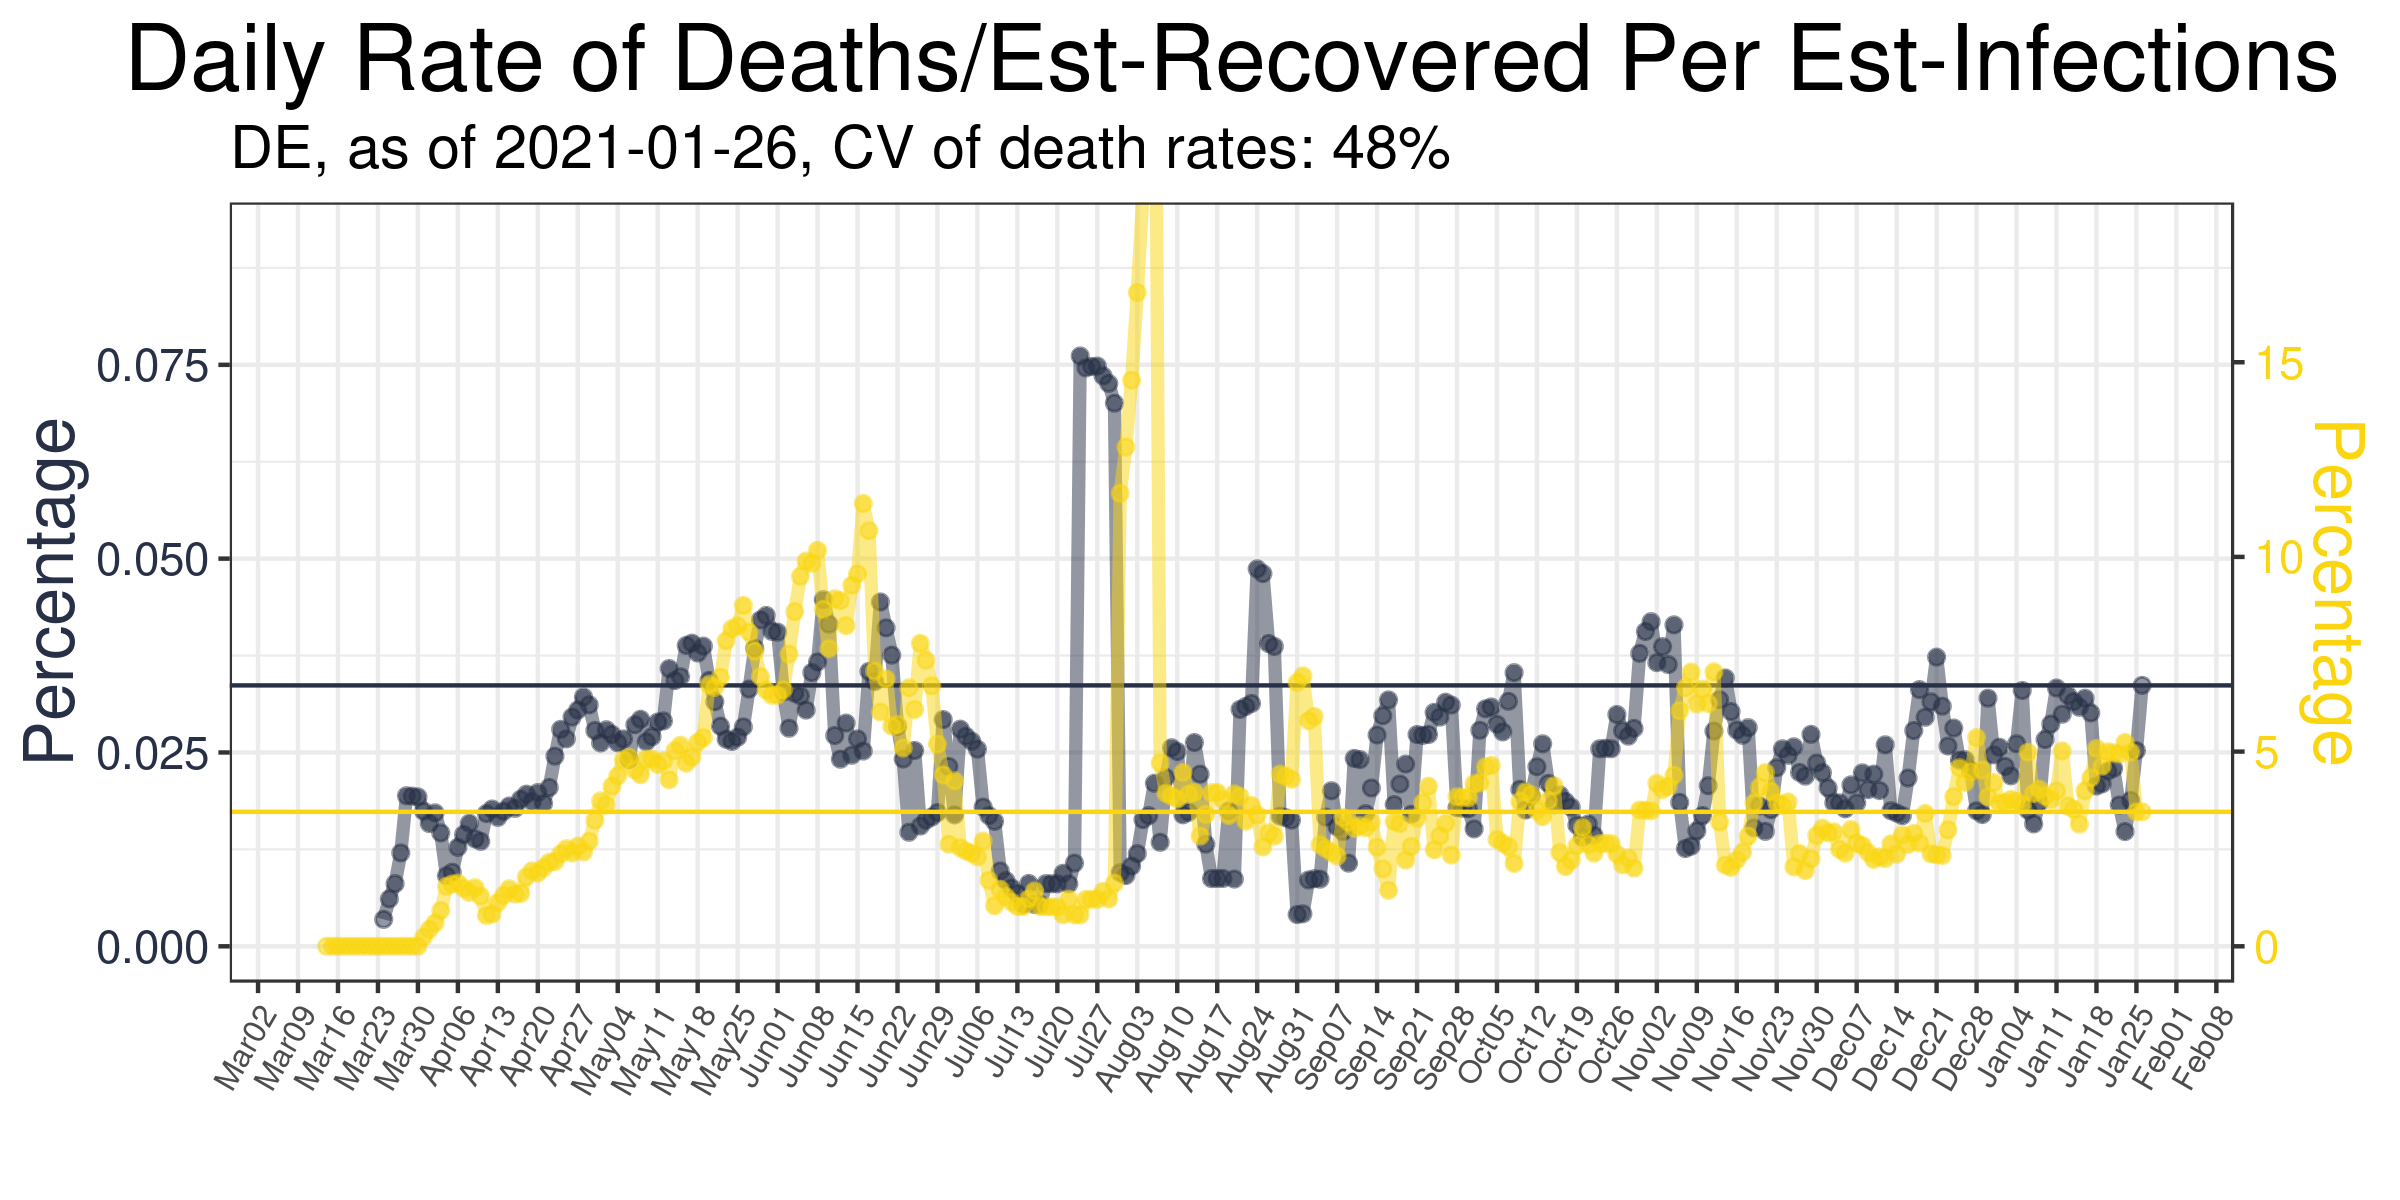 Daily Rate of Deaths/Est-Recovered Per Est-Infections
DE, as of 2021-01-26, CV of death rates: 48%
Percentage
0.075
0.050
0.025
0.000
15
10
5
0
Percentage
Mar02
Mar09
Mar16
Mar23
Mar30
Apr06
Apr13
Apr20
Apr27
May04
May11
May18
May25
Jun01
Jun08
Jun15
Jun22
Jun29
Jul06
Jul13
Jul20
Jul27
Aug03
Aug10
Aug17
Aug24
Aug31
Sep07
Sep14
Sep21
Sep28
Oct05
Oct12
Oct19
Oct26
Nov02
Nov09
Nov16
Nov23
Nov30
Dec07
Dec14
Dec21
Dec28
Jan04
Jan11
Jan18
Jan25
Feb01
Feb08